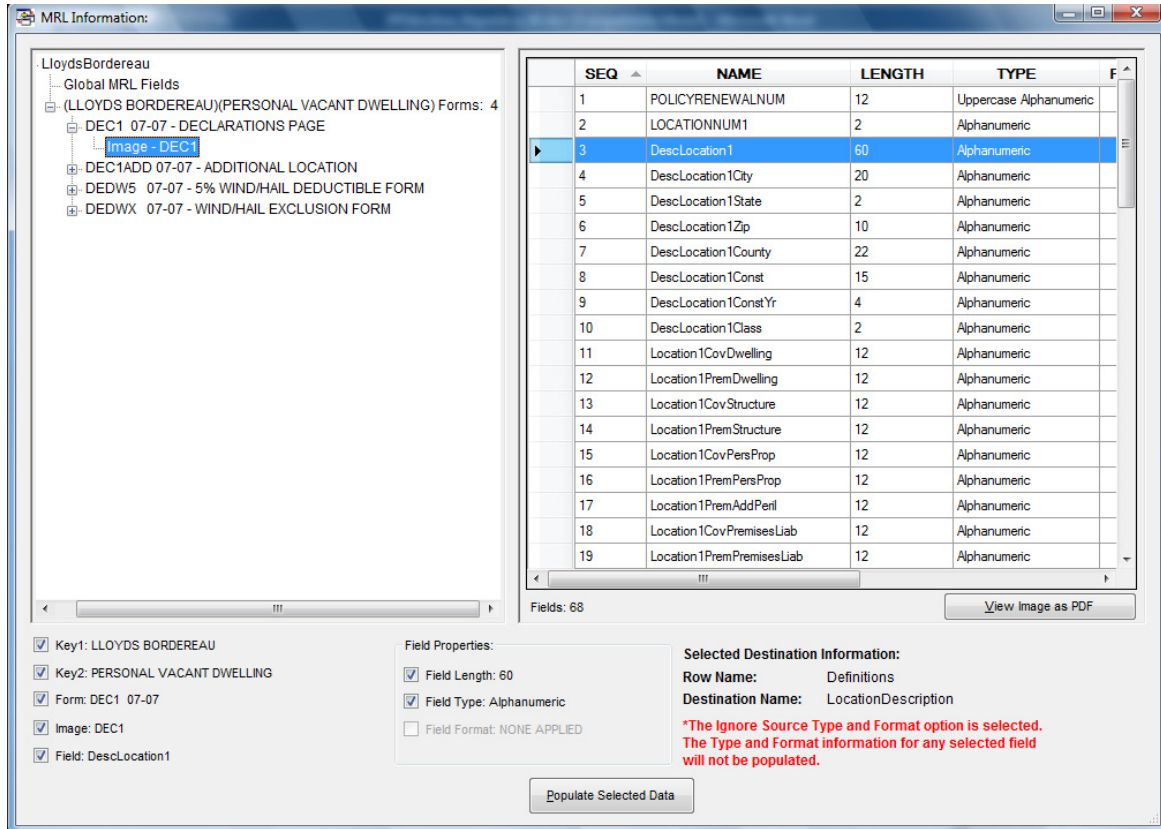 MRL Information:
LloydsBordereau
Global MRL Fields
(LLOYDS BORDEREAU)(PERSONAL VACANT DWELLING) Forms: 4
DEC1 07-07 - DECLARATIONS PAGE
Image - DEC1
DEC1ADD 07-07 - ADDITIONAL LOCATION
DEDW5 07-07 - 5% WIND/HAIL DEDUCTIBLE FORM
DEDWX 07-07 - WIND/HAIL EXCLUSION FORM
SEQ NAME LENGTH TYPE F
1 POLICYRENEWALNUM 12 Uppercase Alphanumeric
2 LOCATIONNUM1 2 Alphanumeric
3 DescLocation1 60 Alphanumeric
4 DescLocation1City 20 Alphanumeric
5 DescLocation1State 2 Alphanumeric
6 DescLocation1Zip 10 Alphanumeric
7 DescLocation1County 22 Alphanumeric
8 DescLocation1Const 15 Alphanumeric
9 DescLocation1ConstYr 4 Alphanumeric
10 DescLocation1Class 2 Alphanumeric
11 Location1CovDwelling 12 Alphanumeric
12 Location1PremDwelling 12 Alphanumeric
13 Location1CovStructure 12 Alphanumeric
14 Location1PremStructure 12 Alphanumeric
15 Location1CovPersProp 12 Alphanumeric
16 Location1PremPersProp 12 Alphanumeric
17 Location1PremAddPeril 12 Alphanumeric
18 Location1CovPremisesLiab 12 Alphanumeric
19 Location1PremPremisesLiab 12 Alphanumeric
Fields: 68
View Image as PDF
Key1: LLOYDS BORDEREAU
Key2: PERSONAL VACANT DWELLING
Form: DEC1 07-07
Image: DEC1
Field: DescLocation1
Field Properties:
Field Length: 60
Field Type: Alphanumeric
Field Format: NONE APPLIED
Selected Destination Information:
Row Name: Definitions
Destination Name: LocationDescription
*The Ignore Source Type and Format option is selected.
The Type and Format information for any selected field
will not be populated.
Populate Selected Data